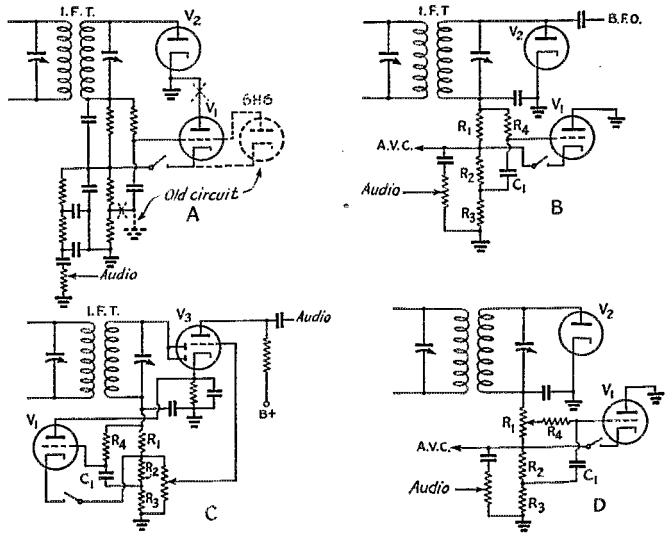 I.F.T.
V2
V1
6H6
Old circuit
A
Audio
I.F.T
B.F.O.
V2
V1
R1
R4
A.V.C.
R2
C1
Audio
R3
B
I.F.T.
V3
Audio
B+
V1
R4
R1
C1
R2
R3
C
V2
V1
R1
R4
A.V.C.
R2
C1
Audio
R3
D